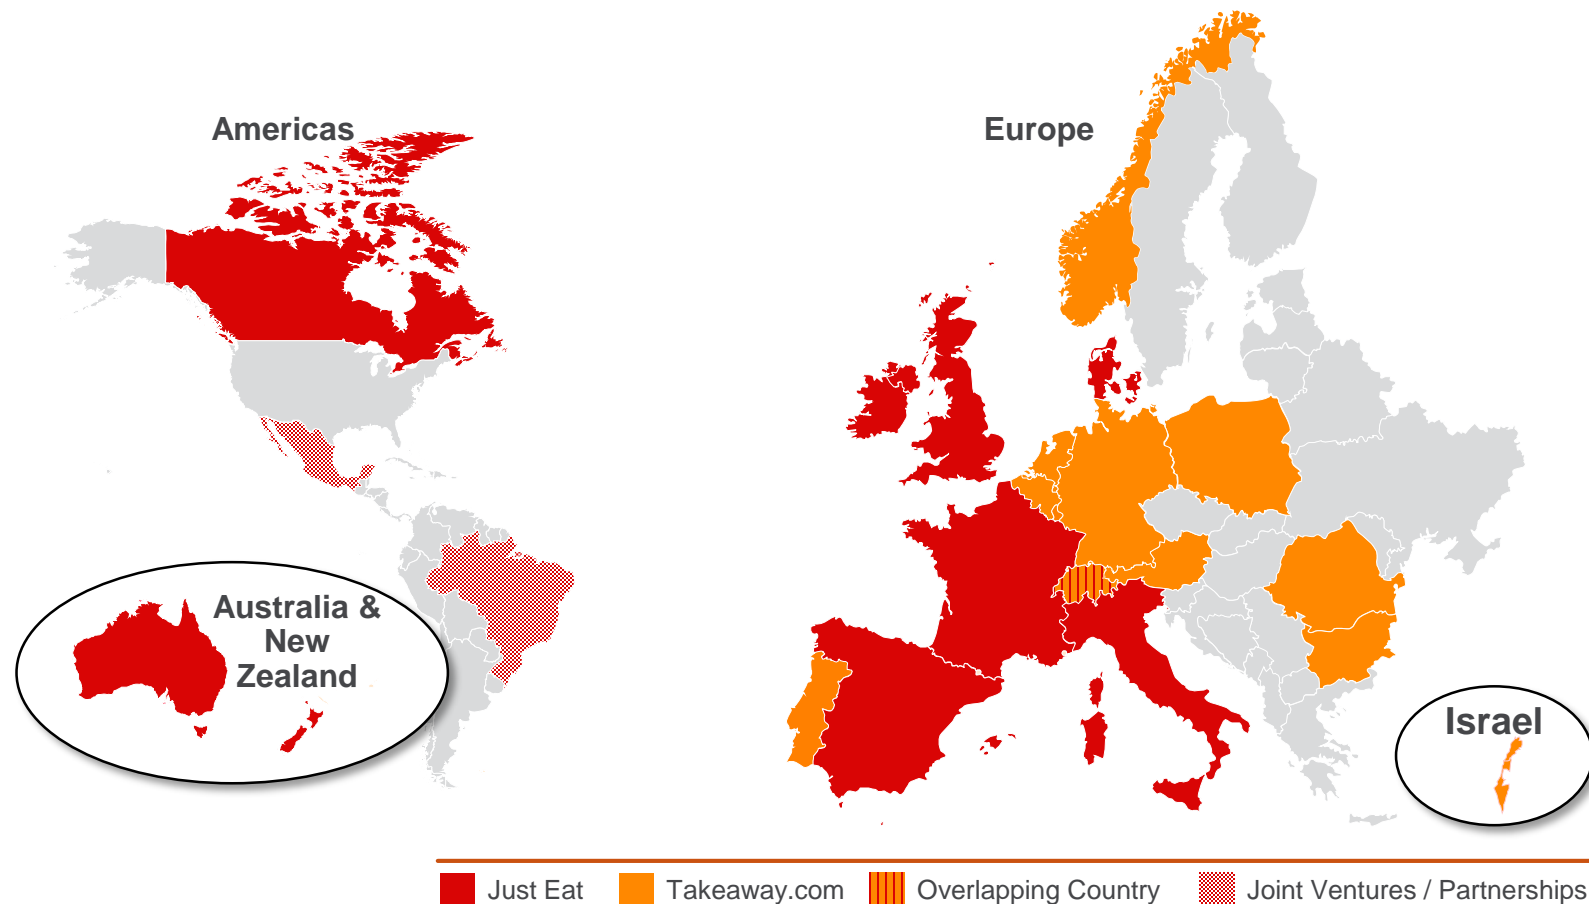 Americas
Europe
Australia &
New
Zealand
Israel
Just Eat
Takeaway.com
Overlapping Country
Joint Ventures / Partnerships